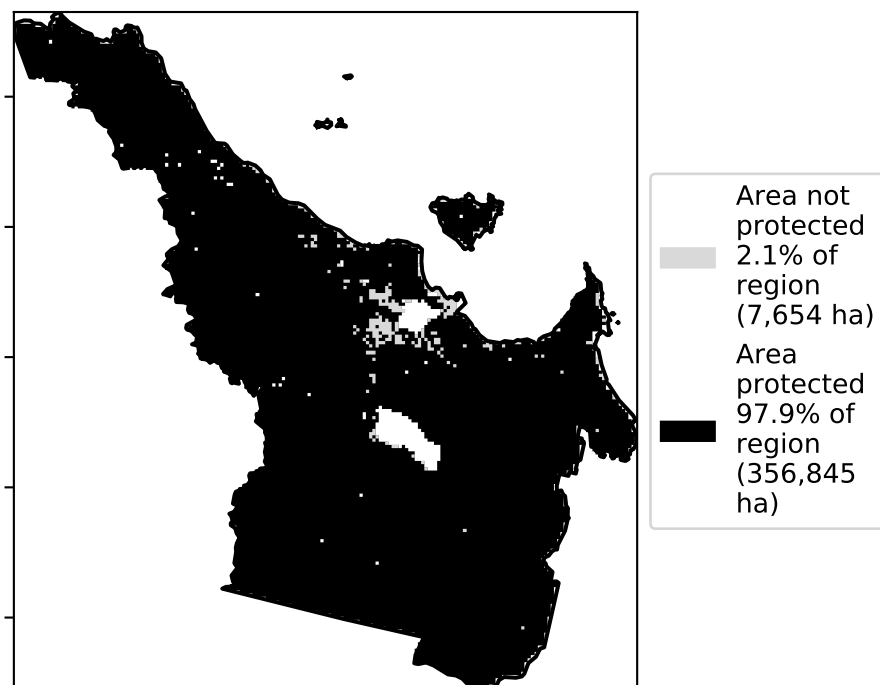 Area not
protected
2.1% of
region
(7,654 ha)
Area
protected
97.9% of
region
(356,845
ha)